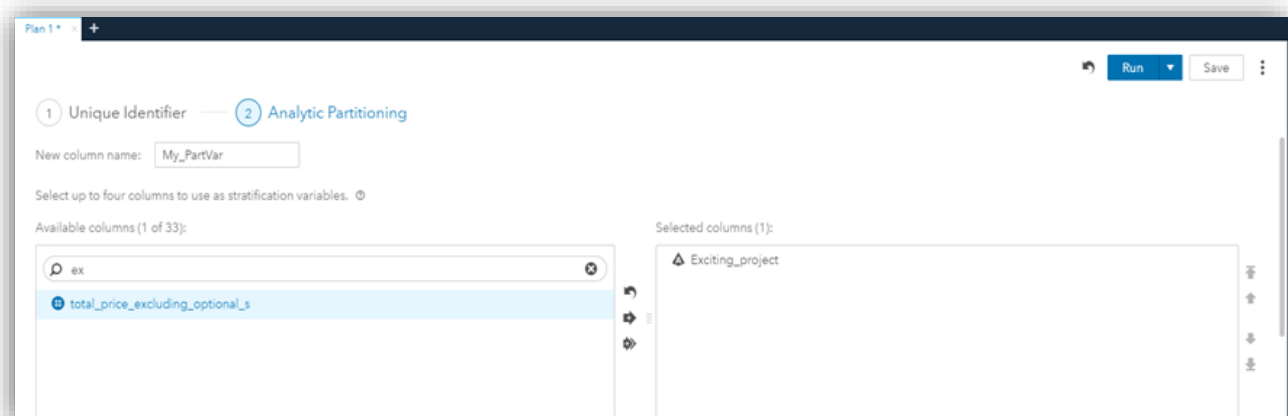 Plan 1 *
Run
Save
1 Unique Identifier 2 Analytic Partitioning
New column name: My_PartVar
Select up to four columns to use as stratification variables.
Available columns (1 of 33):
Selected columns (1):
ex
Exciting_project
total_price_excluding_optional_s